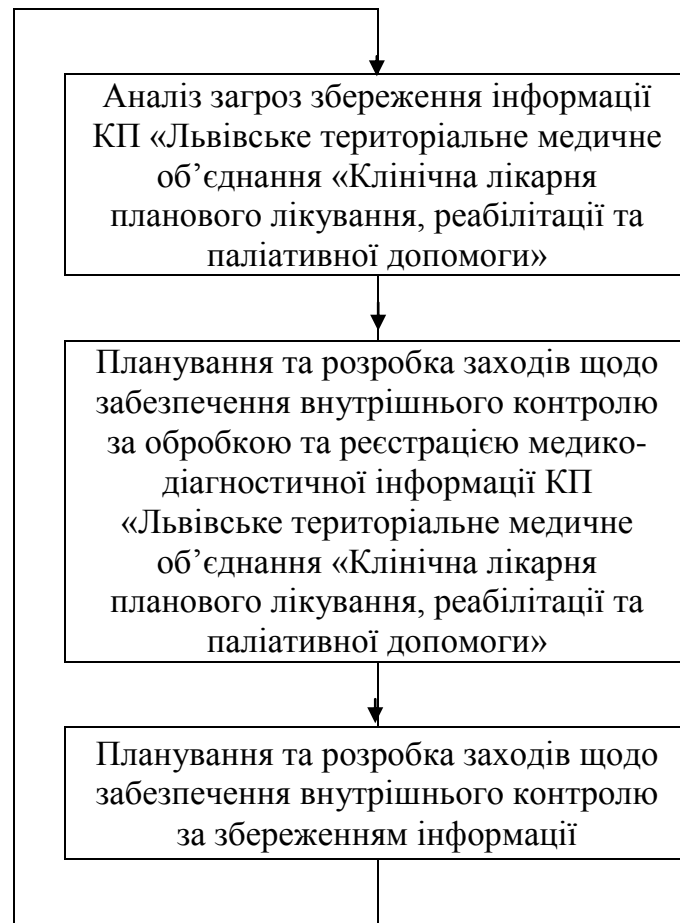 Аналіз загроз збереження інформації
КП «Львівське територіальне медичне
об’єднання «Клінічна лікарня
планового лікування, реабілітації та
паліативної допомоги»
Планування та розробка заходів щодо
забезпечення внутрішнього контролю
за обробкою та реєстрацією медико-
діагностичної інформації КП
«Львівське територіальне медичне
об’єднання «Клінічна лікарня
планового лікування, реабілітації та
паліативної допомоги»
Планування та розробка заходів щодо
забезпечення внутрішнього контролю
за збереженням інформації